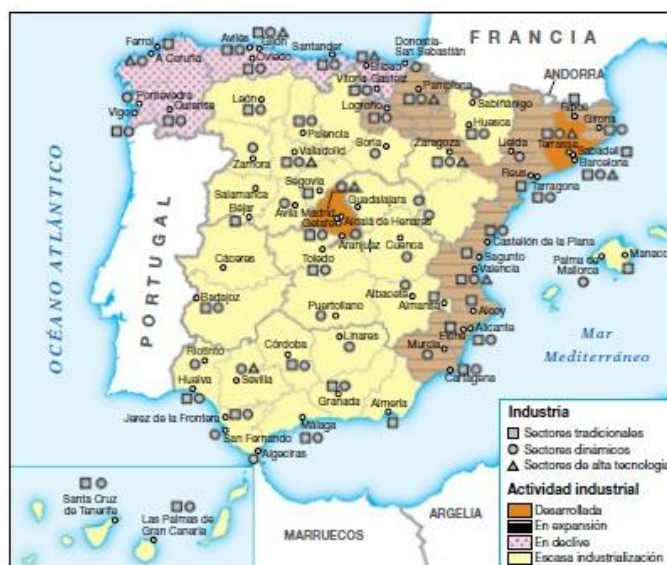 FRANCIA
ANDORRA
OCÉANO ATLÁNTICO
PORTUGAL
Mar
Mediterráneo
MARRUECOS
ARGELIA
Ferrol
A Coruña
Avilés
Gijón
Oviedo
Santander
Bilbao
Donostia-
San Sebastián
Vitoria-Gasteiz
Pamplona
Pontevedra
Vigo
Ourense
León
Logroño
Sabiñánigo
Huesca
Ripoll
Girona
Palencia
Valladolid
Soria
Zaragoza
Lleida
Terrassa
Sabadell
Barcelona
Zamora
Reus
Tarragona
Salamanca
Segovia
Béjar
Ávila
Madrid
Guadalajara
Getafe
Alcalá de Henares
Aranjuez
Cuenca
Castellón de la Plana
Sagunto
Valencia
Cáceres
Toledo
Palma de
Mallorca
Manacor
Badajoz
Puertollano
Albacete
Almansa
Alcoy
Alicante
Elche
Murcia
Cartagena
Riotinto
Huelva
Sevilla
Córdoba
Linares
Granada
Almería
Jerez de la Frontera
San Fernando
Málaga
Algeciras
Santa Cruz
de Tenerife
Las Palmas de
Gran Canaria
Industria
Sectores tradicionales
Sectores dinámicos
Sectores de alta tecnología
Actividad industrial
Desarrollada
En expansión
En declive
Escasa industrialización